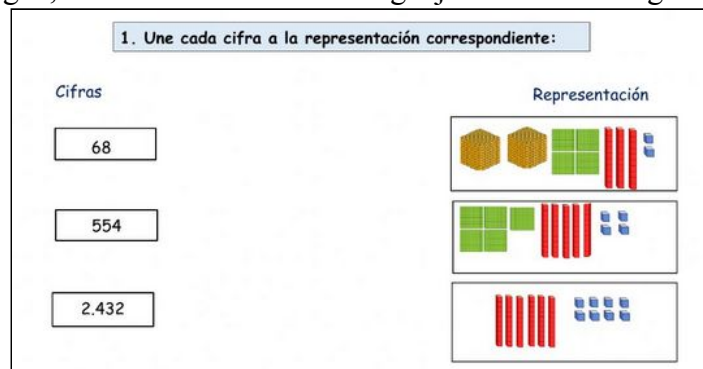 1. Une cada cifra a la representación correspondiente:
Cifras
Representación
68
554
2.432